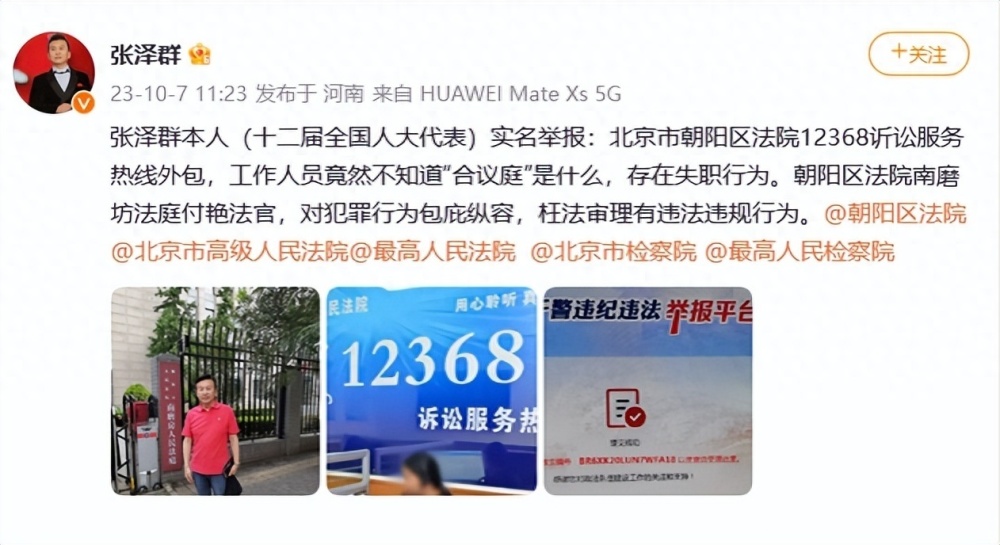 张泽群
+关注
23-10-7 11:23 发布于 河南 来自 HUAWEI Mate Xs 5G
张泽群本人（十二届全国人大代表）实名举报：北京市朝阳区法院12368诉讼服务
热线外包，工作人员竟然不知道“合议庭”是什么，存在失职行为。朝阳区法院南磨
坊法庭付艳法官，对犯罪行为包庇纵容，枉法审理有违法违规行为。@朝阳区法院
@北京市高级人民法院@最高人民法院 @北京市检察院 @最高人民检察院
南磨房人民法庭
民法院
用心聆听 真
12368
诉讼服务热
干警违纪违法 举报平台
提交成功